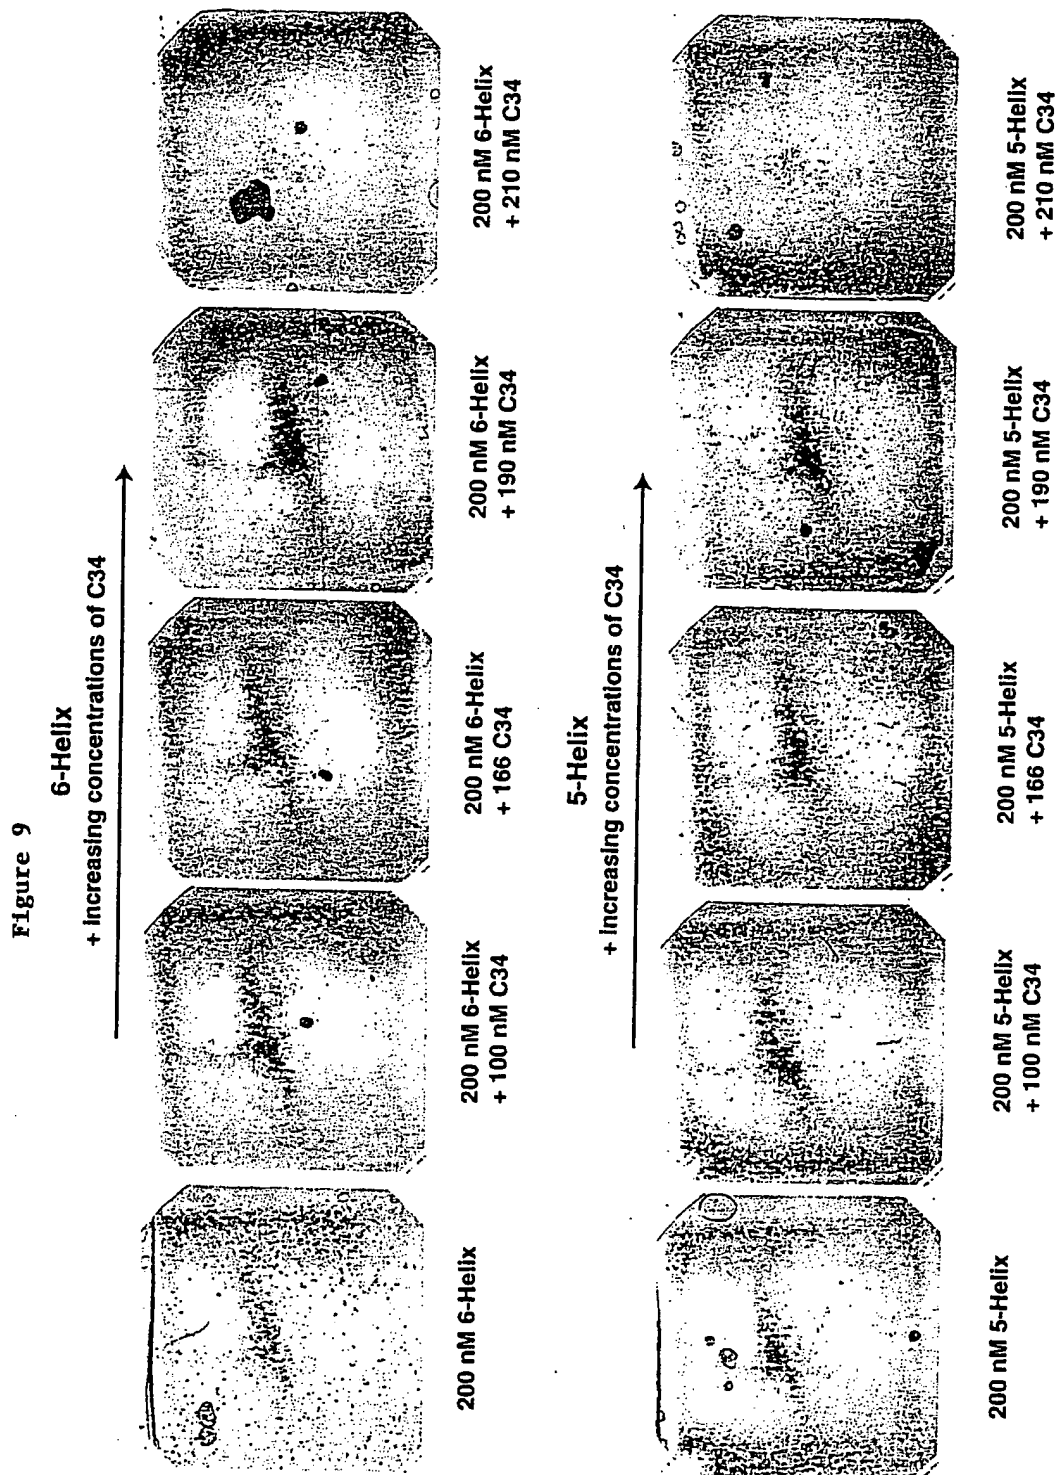 Figure 9
6-Helix
+ Increasing concentrations of C34
200 nM 6-Helix
200 nM 6-Helix
+ 100 nM C34
200 nM 6-Helix
+ 166 C34
200 nM 6-Helix
+ 190 nM C34
200 nM 6-Helix
+ 210 nM C34
5-Helix
+ Increasing concentrations of C34
200 nM 5-Helix
200 nM 5-Helix
+ 100 nM C34
200 nM 5-Helix
+ 166 C34
200 nM 5-Helix
+ 190 nM C34
200 nM 5-Helix
+ 210 nM C34